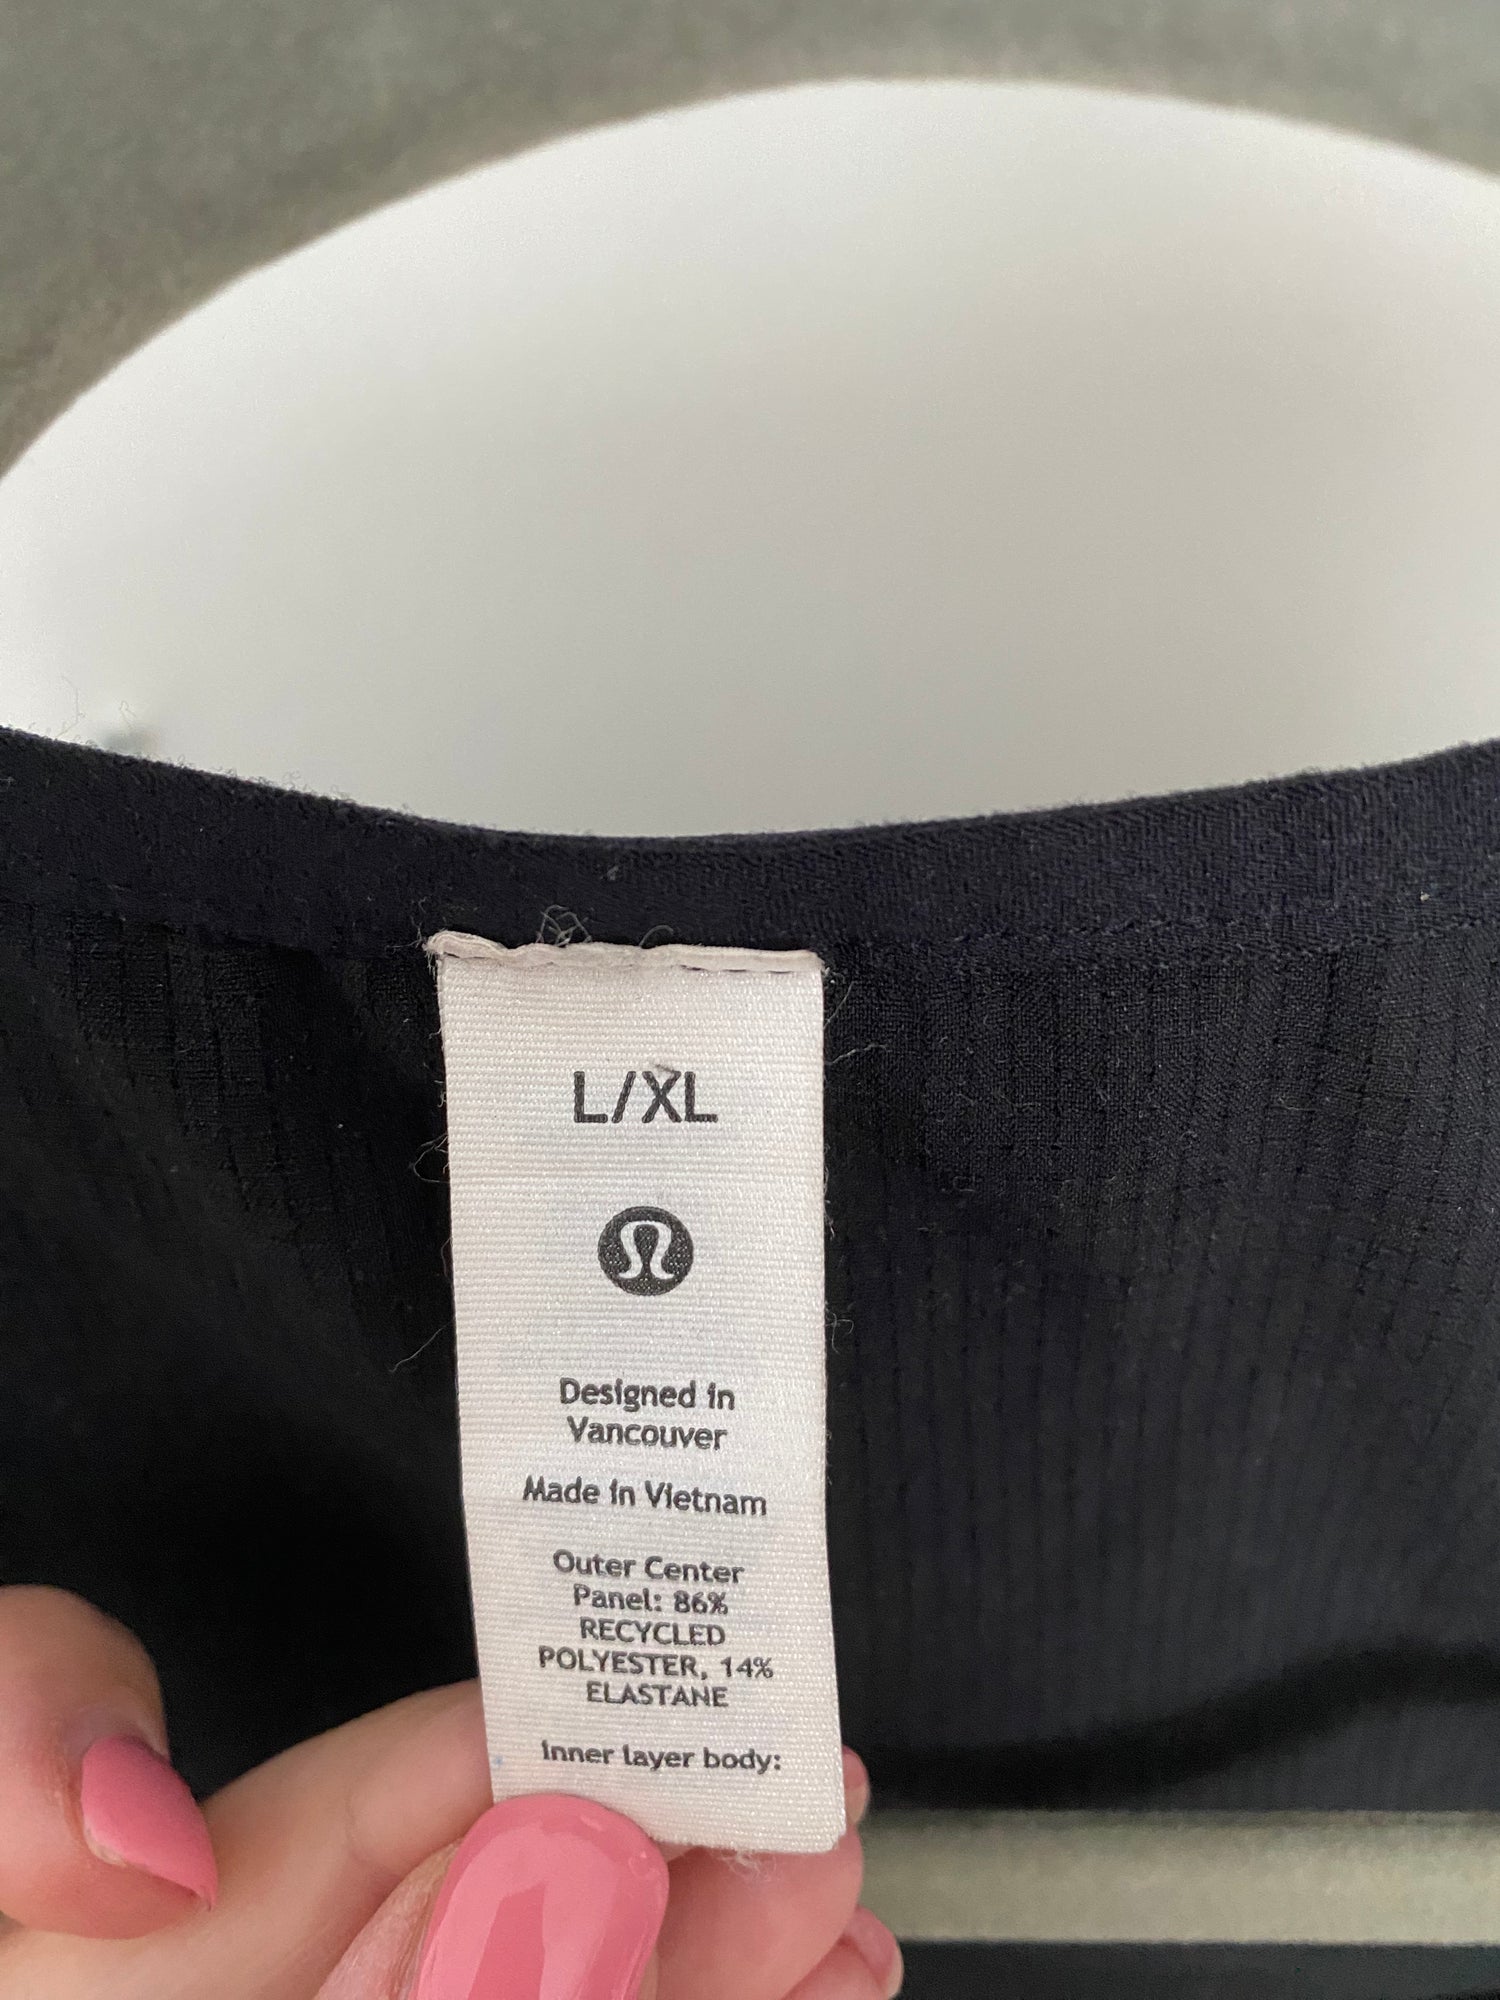 L/XL
Designed in
Vancouver
Made in Vietnam
Outer Center
Panel: 86%
RECYCLED
POLYESTER, 14%
ELASTANE
Inner layer body: